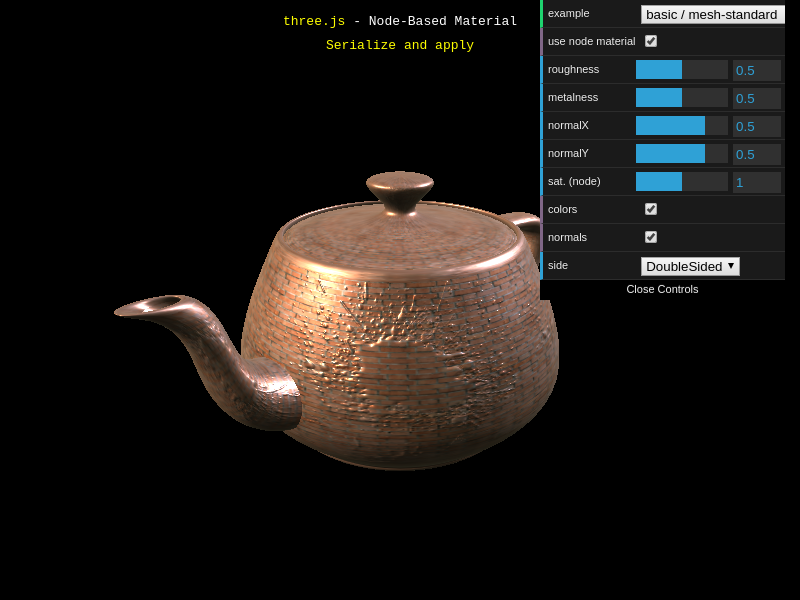 three.js - Node-Based Material
Serialize and apply
example basic / mesh-standard
use node material
roughness 0.5
metalness 0.5
normalX 0.5
normalY 0.5
sat. (node) 1
colors
normals
side DoubleSided
Close Controls